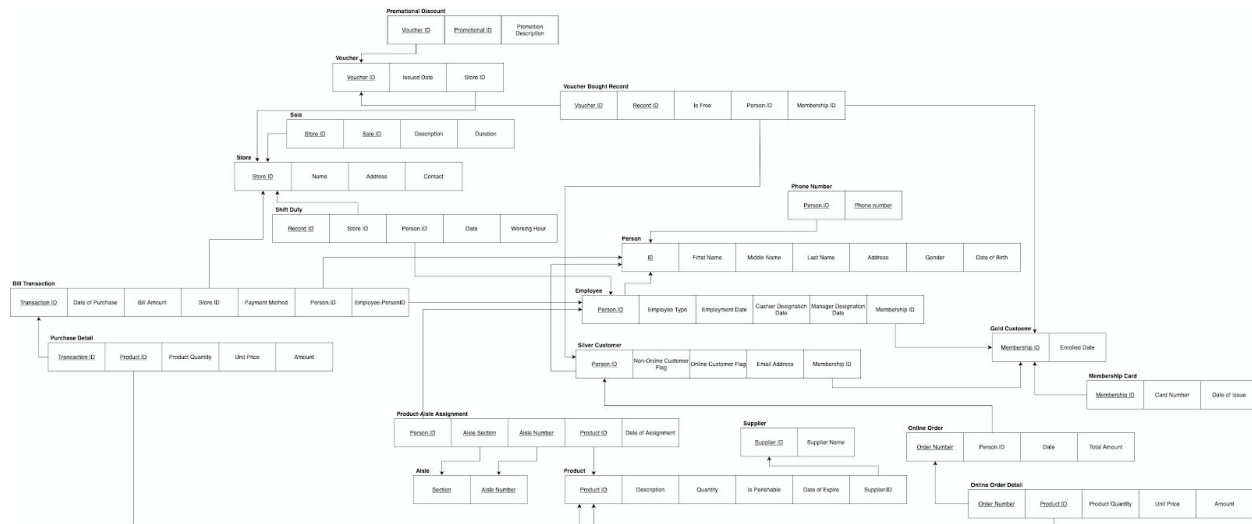 Promotional Discount
Voucher ID Promotional ID Promotion Description
Voucher
Voucher ID Issued Date Store ID
Voucher Bought Record
Voucher ID Record ID Is Free Person.ID Membership ID
Sale
Store ID Sale ID Description Duration
Store
Store ID Name Address Contact
Phone Number
Person.ID Phone number
Shift Duty
Record ID Store ID Person.ID Date Working Hour
Person
ID Firtst Name Middle Name Last Name Address Gender Date of Birth
Bill Transaction
Transaction ID Date of Purchase Bill Amount Store ID Payment Method Person.ID Employee.PersonID
Employee
Person.ID Employee Type Employment Date Cashier Designation Date Manager Designation Date Membership ID
Gold Custoemr
Membership ID Enrolled Date
Purchase Detail
Transaction ID Product ID Product Quantity Unit Price Amount
Silver Customer
Person.ID Non-Online Customer Flag Online Customer Flag Email Address Membership ID
Membership Card
Membership ID Card Number Date of Issue
Product-Aisle Assignment
Person.ID Aisle Section Aisle Number Product ID Date of Assignment
Supplier
Supplier ID Supplier Name
Online Order
Order Number Person.ID Date Total Amount
Aisle
Section Aisle Number
Product
Product ID Description Quantity Is Perishable Date of Expire Supplier.ID
Online Order Detail
Order Number Product ID Product Quantity Unit Price Amount